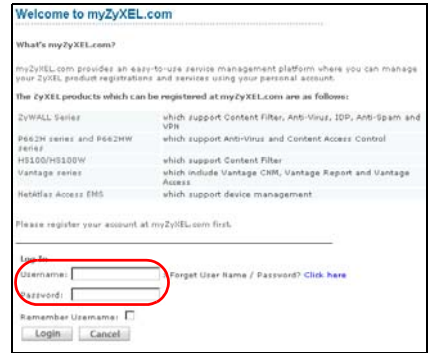 Welcome to myZyXEL.com
What's myZyXEL.com?
myZyXEL.com provides an easy-to-use service management platform where you can manage
your ZyXEL product registrations and services using your personal account.
The ZyXEL products which can be registered at myZyXEL.com are as follows:
ZyWALL Series which support Content Filter, Anti-Virus, IDP, Anti-Spam and
VPN
P662H series and P662HW which support Anti-Virus and Content Access Control
series
HS100/HS100W which support Content Filter
Vantage series which include Vantage CNM, Vantage Report and Vantage
Access
NetAtlas Access EMS which support device management
Please register your account at myZyXEL.com first.
Log In
Username: Forget User Name / Password? Click here
Password:
Remember Username:
Login Cancel